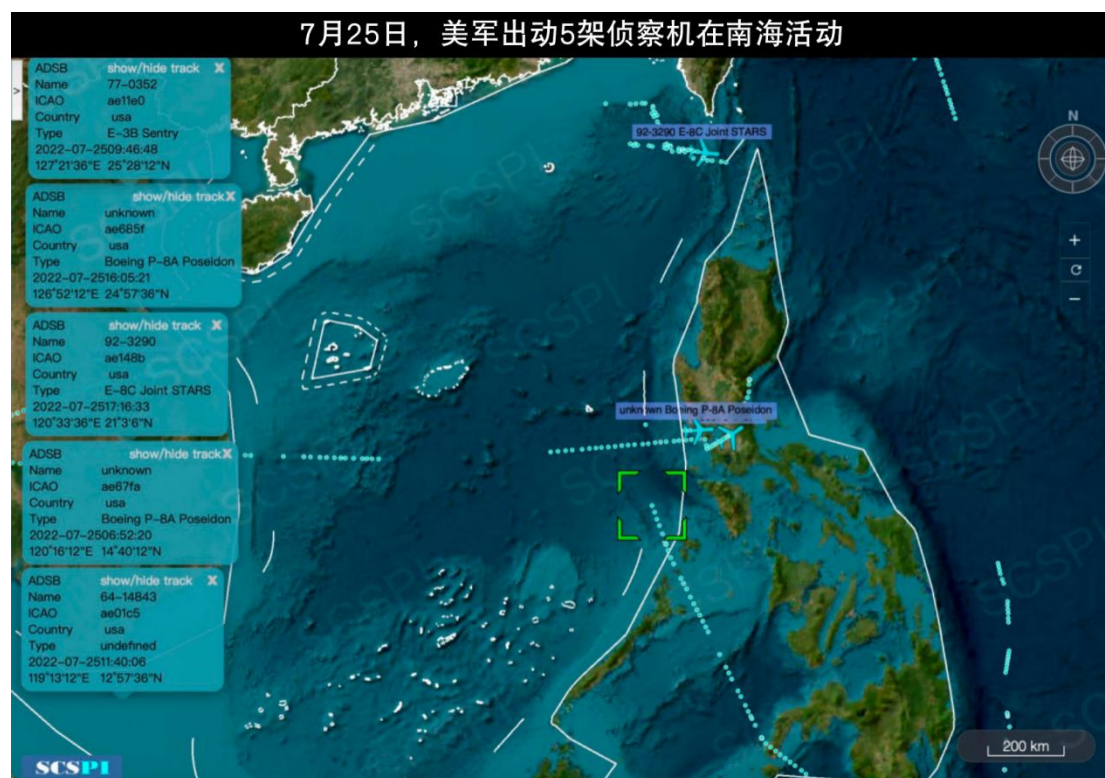 7月25日，美军出动5架侦察机在南海活动
>
ADSB show/hide track X
Name 77-0352
ICAO ae11e0
Country usa
Type E-3B Sentry
2022-07-2509:46:48
127°21'36"E 25°28'12"N
ADSB show/hide trackX
Name unknown
ICAO ae685f
Country usa
Type Boeing P-8A Poseidon
2022-07-2516:05:21
126°52'12"E 24°57'36"N
ADSB show/hide track X
Name 92-3290
ICAO ae148b
Country usa
Type E-8C Joint STARS
2022-07-2517:16:33
120°33'36"E 21°3'6"N
ADSB show/hide trackX
Name unknown
ICAO ae67fa
Country usa
Type Boeing P-8A Poseidon
2022-07-2506:52:20
120°16'12"E 14°40'12"N
ADSB show/hide track X
Name 64-14843
ICAO ae01c5
Country usa
Type undefined
2022-07-2511:40:06
119°13'12"E 12°57'36"N
92-3290 E-8C Joint STARS
unknown Boeing P-8A Poseidon
N
+
−
200 km
SCSPI